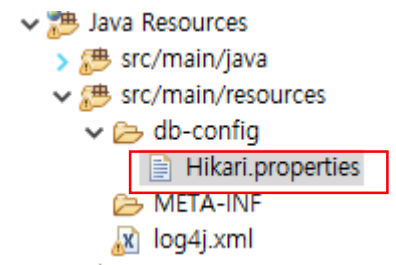 Java Resources
src/main/java
src/main/resources
db-config
Hikari.properties
META-INF
log4j.xml